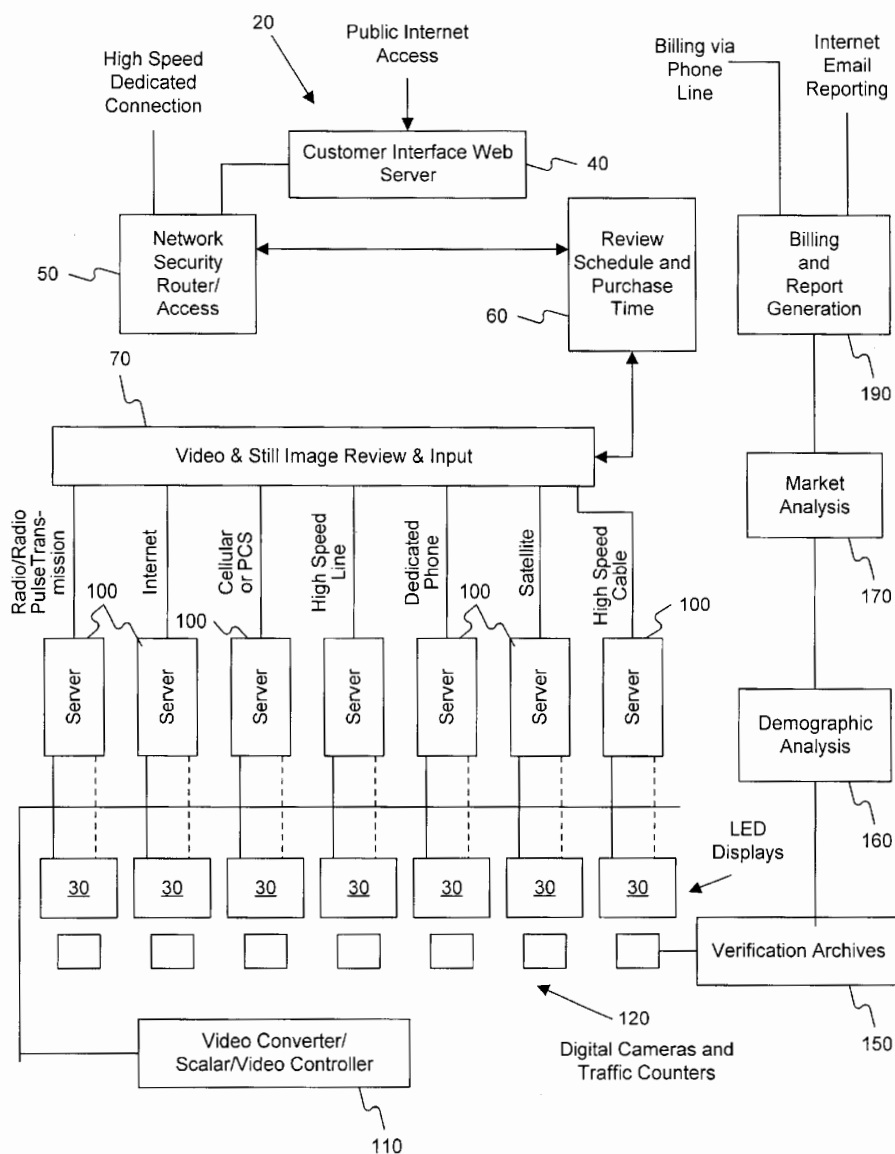 20
Public Internet
Access
High Speed
Dedicated
Connection
Billing via
Phone
Line
Internet
Email
Reporting
Customer Interface Web
Server
40
Network
Security
Router/
Access
50
Review
Schedule and
Purchase
Time
60
Billing
and
Report
Generation
190
70
Video & Still Image Review & Input
Market
Analysis
170
Radio/Radio
PulseTrans-
mission
Internet
Cellular
or PCS
High Speed
Line
Dedicated
Phone
Satellite
High Speed
Cable
100
100
100
100
Server
Server
Server
Server
Server
Server
Server
Demographic
Analysis
160
LED
Displays
30
30
30
30
30
30
30
Verification Archives
150
120
Digital Cameras and
Traffic Counters
Video Converter/
Scalar/Video Controller
110